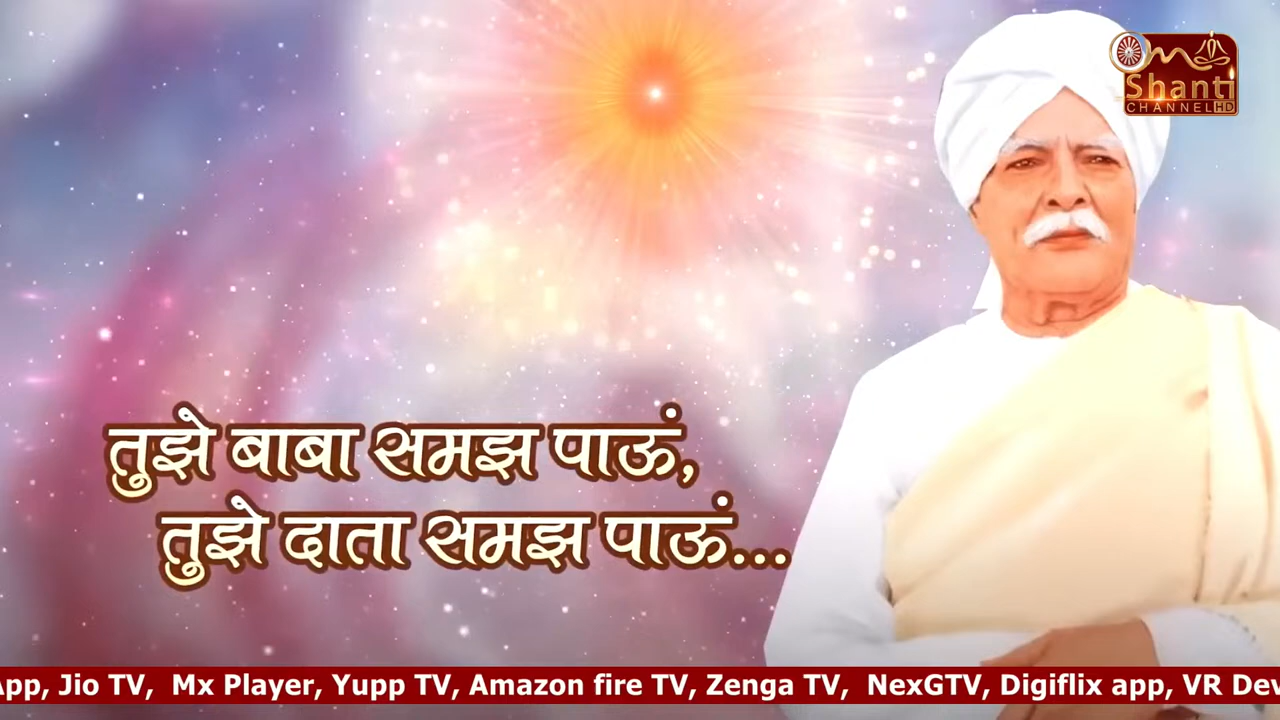 Om
Shanti
CHANNEL HD
तुझे बाबा समझ पाऊं,
तुझे दाता समझ पाऊं...
App, Jio TV, Mx Player, Yupp TV, Amazon fire TV, Zenga TV, NexGTV, Digiflix app, VR Dev